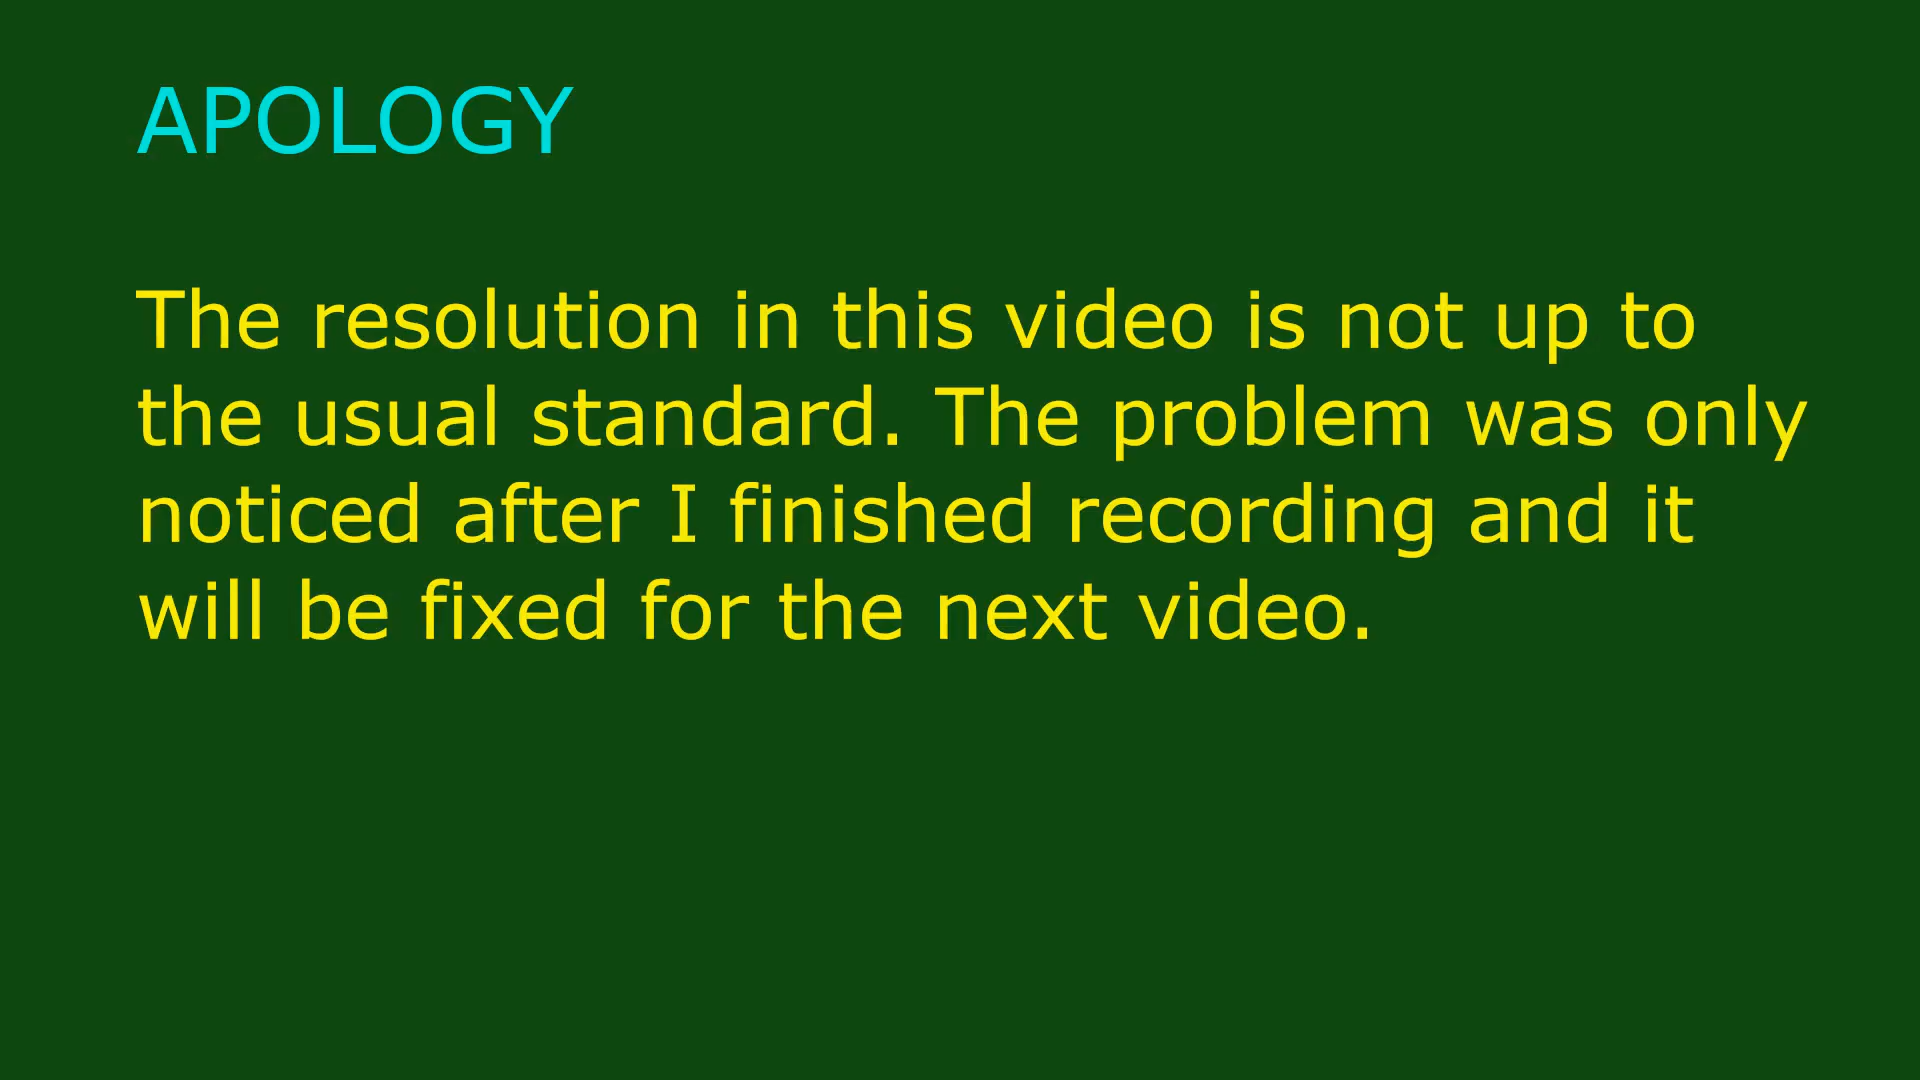 APOLOGY
The resolution in this video is not up to
the usual standard. The problem was only
noticed after I finished recording and it
will be fixed for the next video.